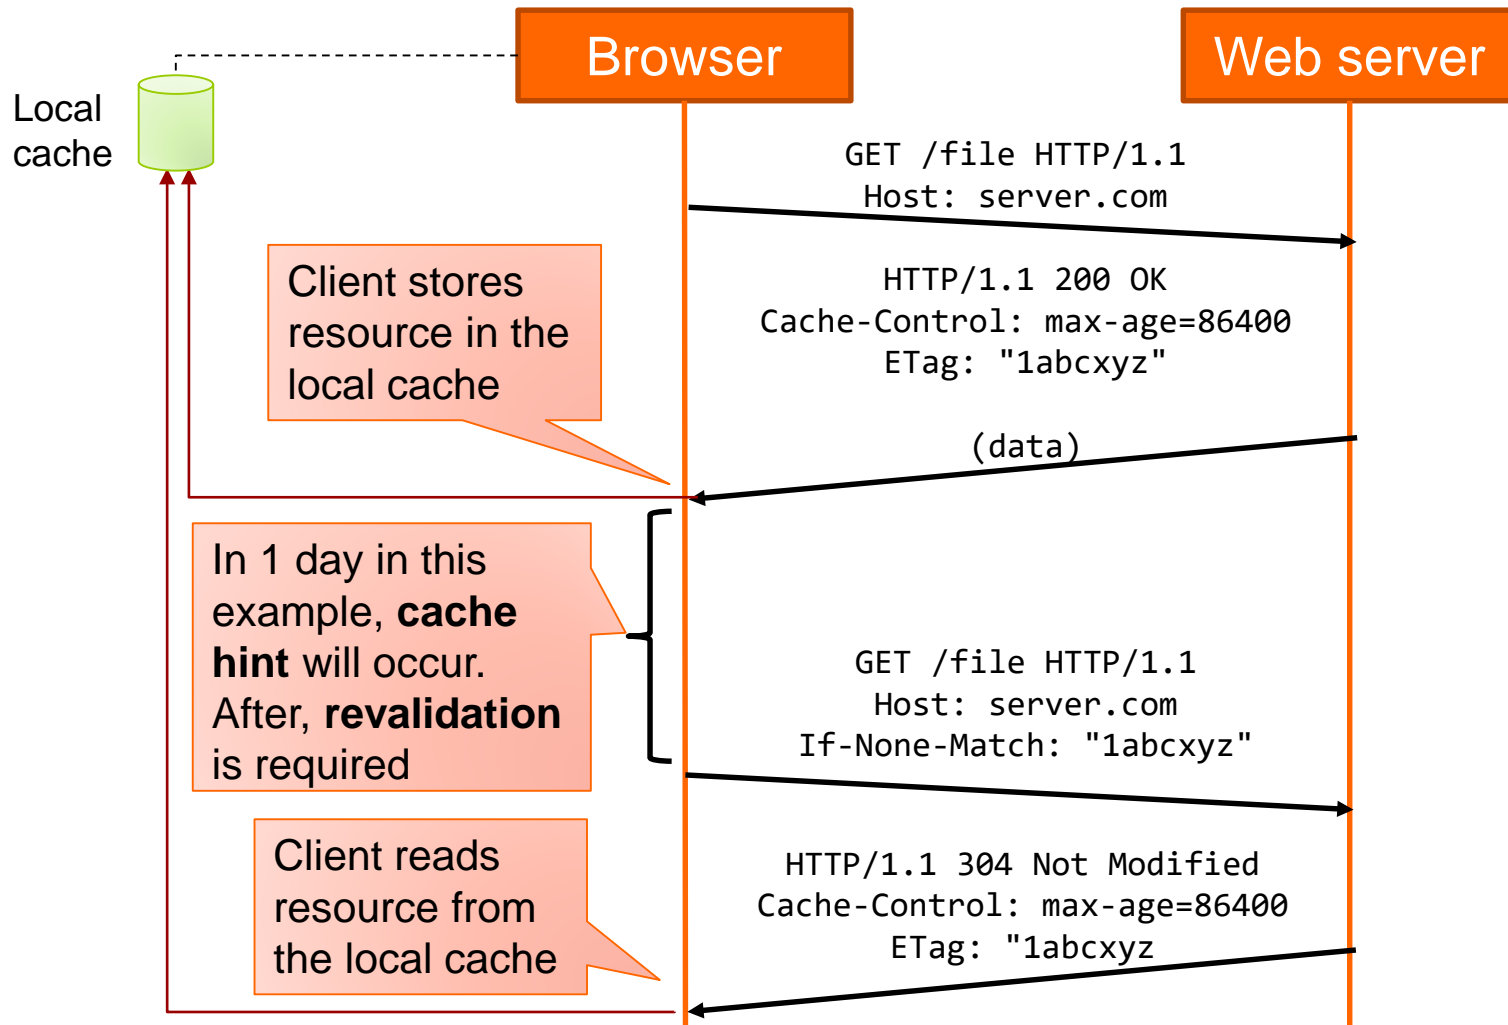 Browser
Web server
Local
cache
GET /file HTTP/1.1
Host: server.com
Client stores
resource in the
local cache
HTTP/1.1 200 OK
Cache-Control: max-age=86400
ETag: "1abcxyz"
(data)
In 1 day in this
example, cache
hint will occur.
After, revalidation
is required
GET /file HTTP/1.1
Host: server.com
If-None-Match: "1abcxyz"
Client reads
resource from
the local cache
HTTP/1.1 304 Not Modified
Cache-Control: max-age=86400
ETag: "1abcxyz